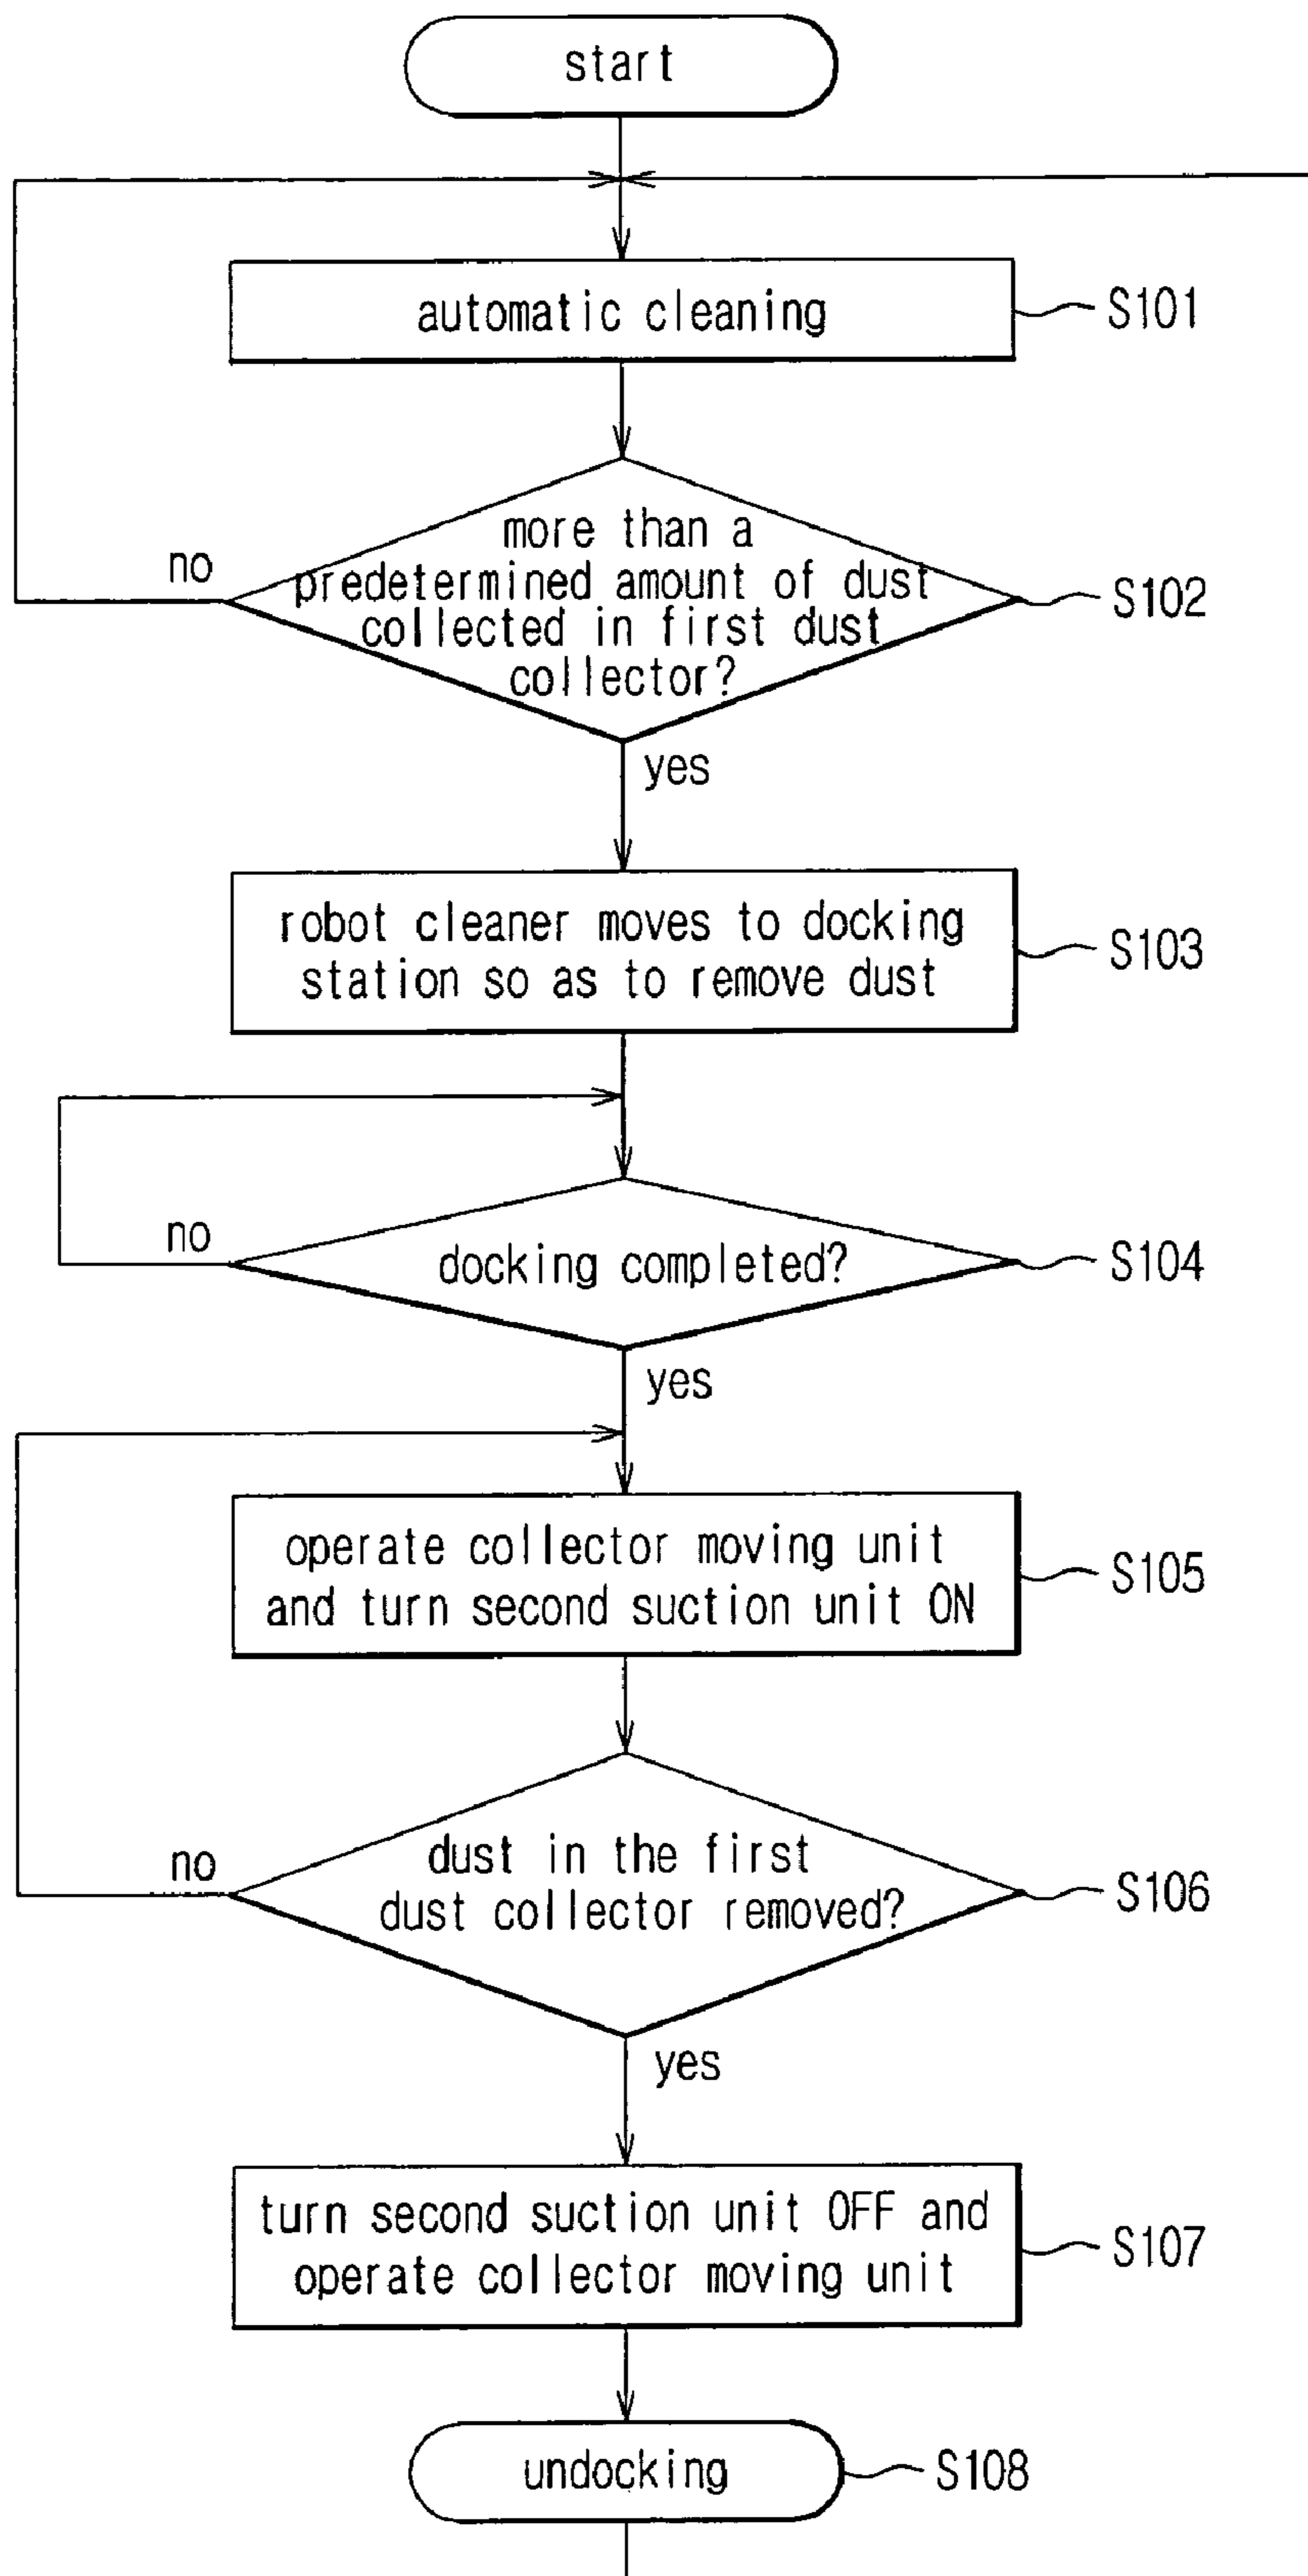 start
automatic cleaning
S101
more than a
predetermined amount of dust
collected in first dust
collector?
no
S102
yes
robot cleaner moves to docking
station so as to remove dust
S103
no
docking completed?
S104
yes
operate collector moving unit
and turn second suction unit ON
S105
no
dust in the first
dust collector removed?
S106
yes
turn second suction unit OFF and
operate collector moving unit
S107
undocking
S108